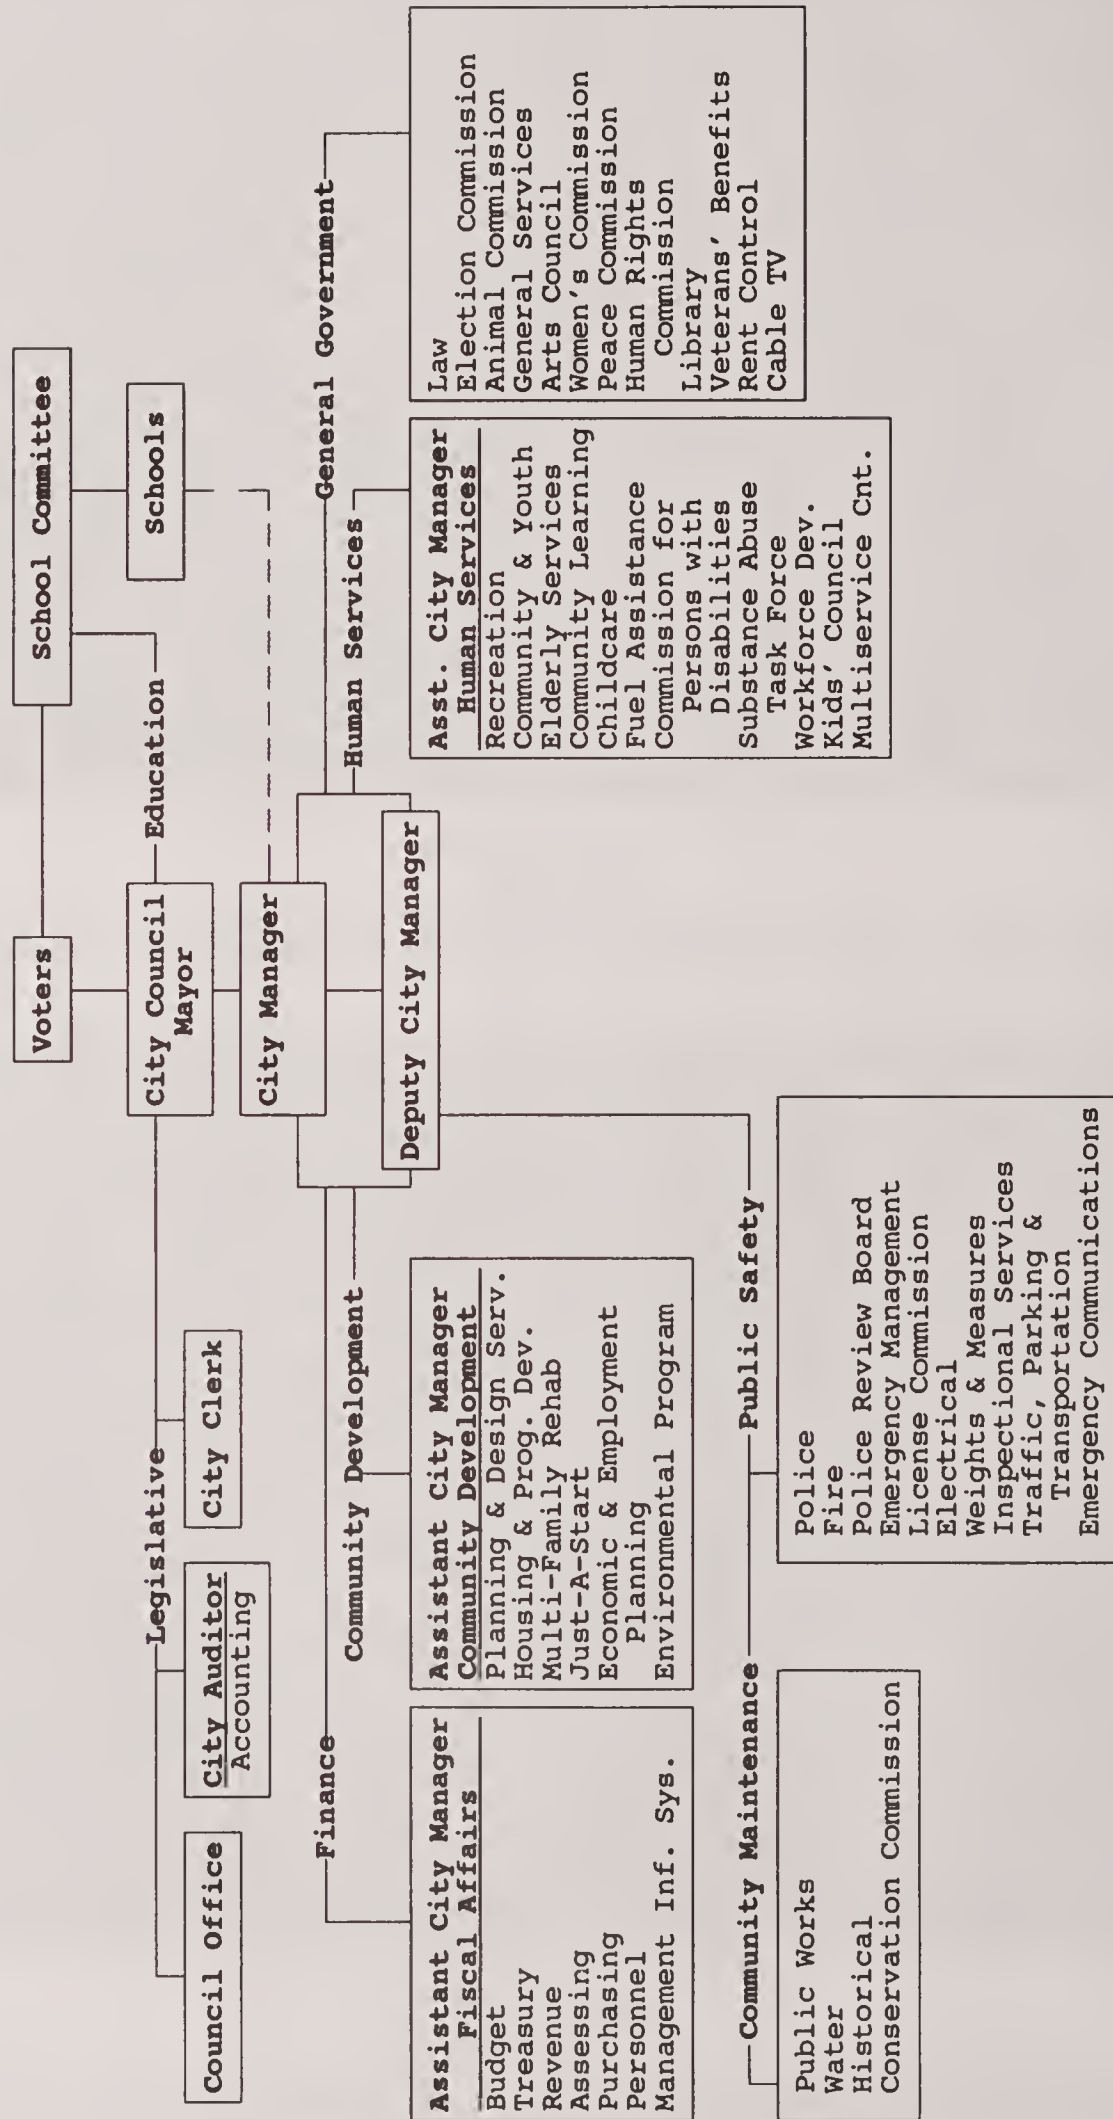 Voters
School Committee
City Council
Mayor
Education
Schools
Legislative
Council Office
City Auditor
Accounting
City Clerk
City Manager
Deputy City Manager
Finance
Community Development
Human Services
General Government
Assistant City Manager
Fiscal Affairs
Budget
Treasury
Revenue
Assessing
Purchasing
Personnel
Management Inf. Sys.
Assistant City Manager
Community Development
Planning & Design Serv.
Housing & Prog. Dev.
Multi-Family Rehab
Just-A-Start
Economic & Employment
Planning
Environmental Program
Asst. City Manager
Human Services
Recreation
Community & Youth
Elderly Services
Community Learning
Childcare
Fuel Assistance
Commission for
Persons with
Disabilities
Substance Abuse
Task Force
Workforce Dev.
Kids' Council
Multiservice Cnt.
Law
Election Commission
Animal Commission
General Services
Arts Council
Women's Commission
Peace Commission
Human Rights
Commission
Library
Veterans' Benefits
Rent Control
Cable TV
Community Maintenance
Public Safety
Public Works
Water
Historical
Conservation Commission
Police
Fire
Police Review Board
Emergency Management
License Commission
Electrical
Weights & Measures
Inspectional Services
Traffic, Parking &
Transportation
Emergency Communications